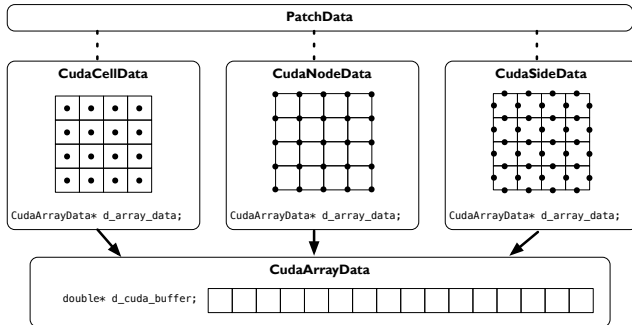 PatchData
CudaCellData
CudaNodeData
CudaSideData
CudaArrayData* d_array_data;
CudaArrayData* d_array_data;
CudaArrayData* d_array_data;
CudaArrayData
double* d_cuda_buffer;